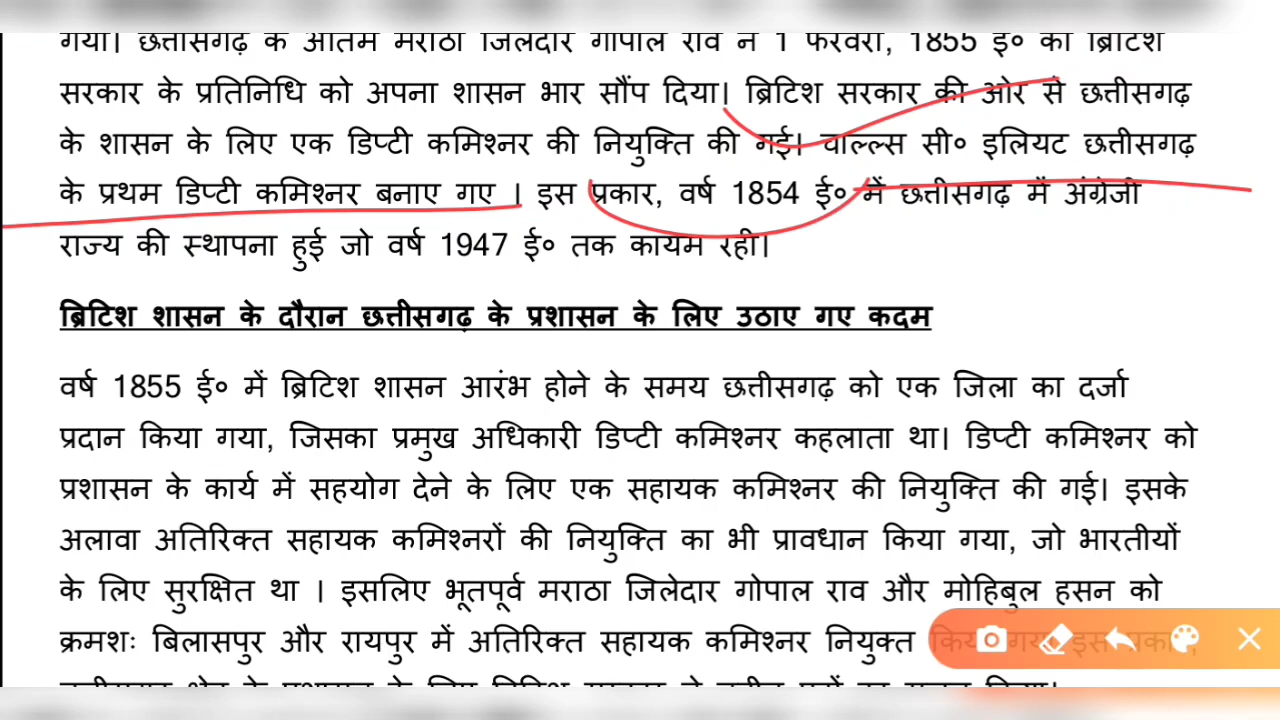 गया। छत्तीसगढ़ के अंतिम मराठा जिलेदार गोपाल राव ने 1 फरवरी, 1855 ई० को ब्रिटिश
सरकार के प्रतिनिधि को अपना शासन भार सौंप दिया। ब्रिटिश सरकार की ओर से छत्तीसगढ़
के शासन के लिए एक डिप्टी कमिश्नर की नियुक्ति की गई। वाल्ल्स सी० इलियट छत्तीसगढ़
के प्रथम डिप्टी कमिश्नर बनाए गए । इस प्रकार, वर्ष 1854 ई० में छत्तीसगढ़ में अंग्रेजी
राज्य की स्थापना हुई जो वर्ष 1947 ई० तक कायम रही।
ब्रिटिश शासन के दौरान छत्तीसगढ़ के प्रशासन के लिए उठाए गए कदम
वर्ष 1855 ई० में ब्रिटिश शासन आरंभ होने के समय छत्तीसगढ़ को एक जिला का दर्जा
प्रदान किया गया, जिसका प्रमुख अधिकारी डिप्टी कमिश्नर कहलाता था। डिप्टी कमिश्नर को
प्रशासन के कार्य में सहयोग देने के लिए एक सहायक कमिश्नर की नियुक्ति की गई। इसके
अलावा अतिरिक्त सहायक कमिश्नरों की नियुक्ति का भी प्रावधान किया गया, जो भारतीयों
के लिए सुरक्षित था । इसलिए भूतपूर्व मराठा जिलेदार गोपाल राव और मोहिबुल हसन को
क्रमशः बिलासपुर और रायपुर में अतिरिक्त सहायक कमिश्नर नियुक्त किया गया इस प्रकार,